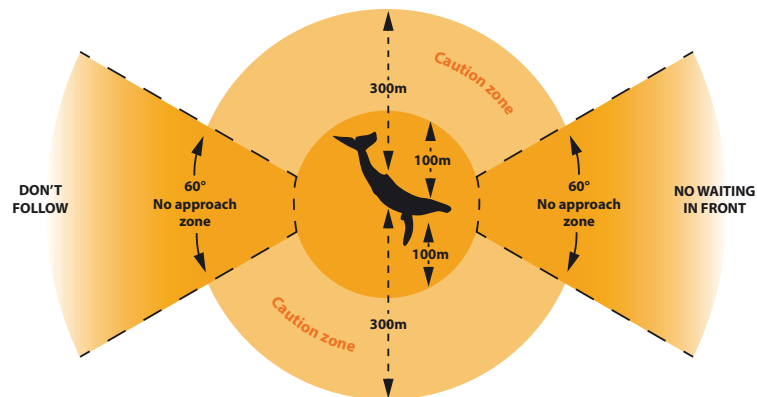 Caution zone
300m
100m
DON'T
FOLLOW
60°
No approach
zone
60°
No approach
zone
NO WAITING
IN FRONT
100m
Caution zone
300m